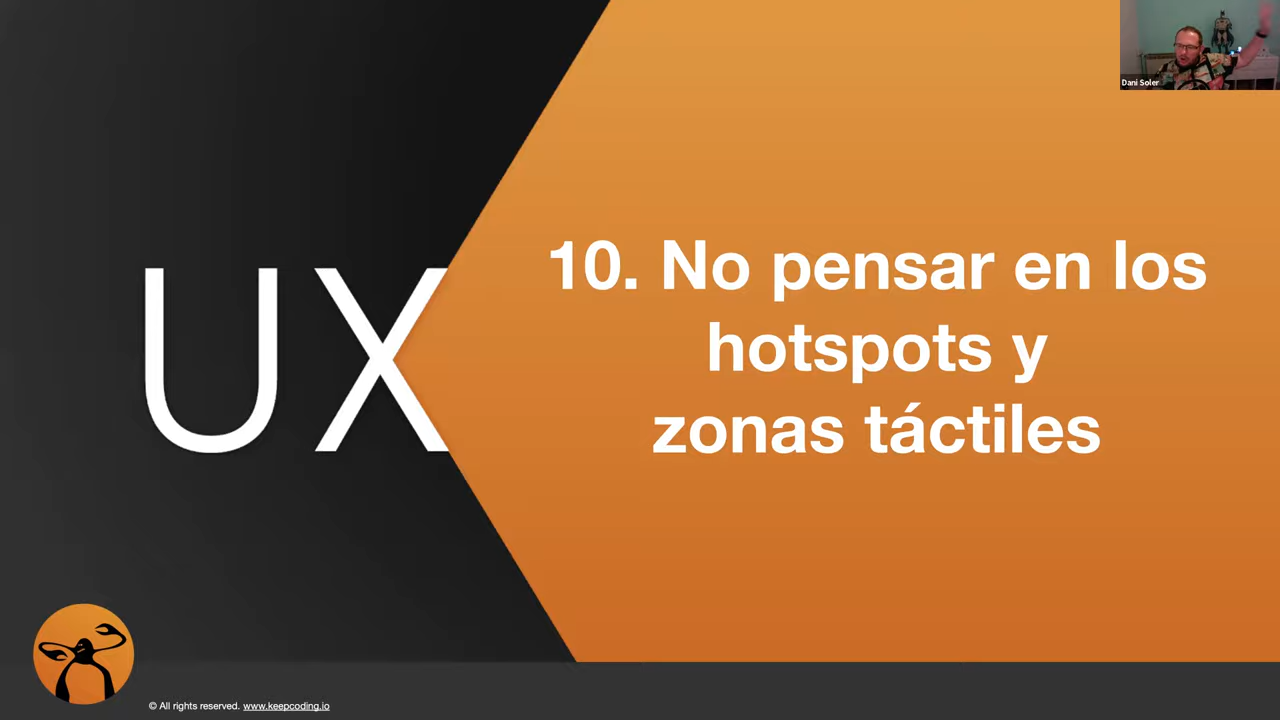 Dani Soler
UX
10. No pensar en los
hotspots y
zonas táctiles
© All rights reserved. www.keepcoding.io